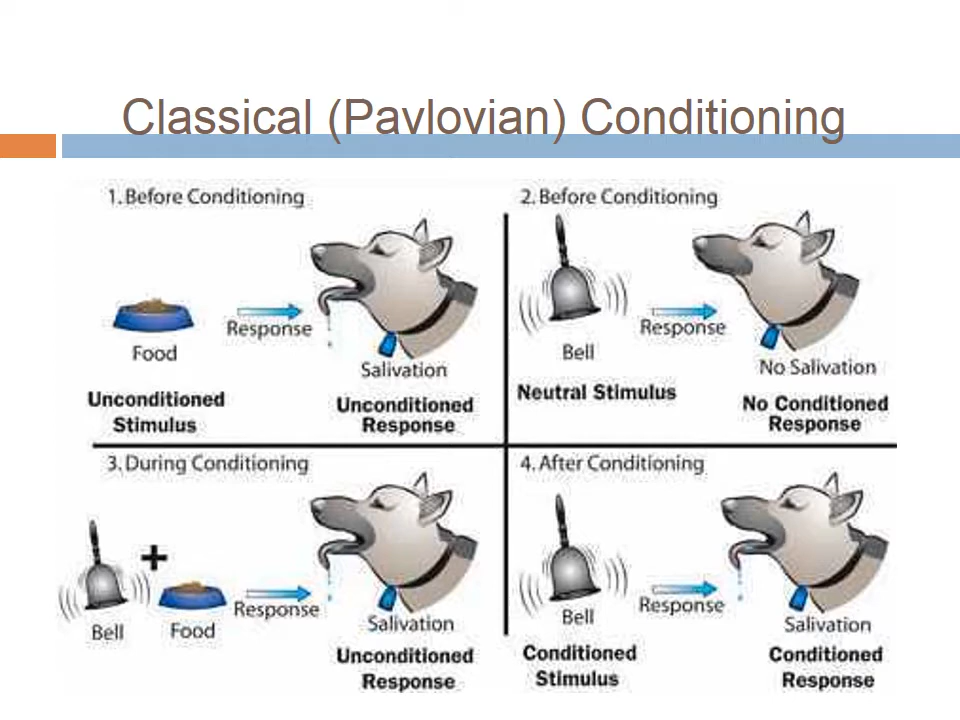 Classical (Pavlovian) Conditioning
1. Before Conditioning
Food
Response
Salivation
Unconditioned
Stimulus
Unconditioned
Response
2. Before Conditioning
Bell
Response
No Salivation
Neutral Stimulus
No Conditioned
Response
3. During Conditioning
+
Bell
Food
Response
Salivation
Unconditioned
Response
4. After Conditioning
Bell
Response
Salivation
Conditioned
Stimulus
Conditioned
Response